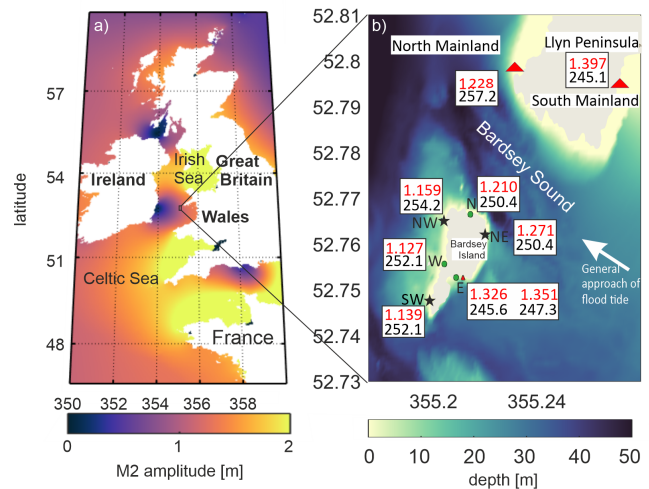 a)
57
54
51
48
latitude
Irish
Sea
Great
Britain
Ireland
Wales
Celtic Sea
France
350 352 354 356 358
0 1 2
M2 amplitude [m]
b)
52.81
52.8
52.79
52.78
52.77
52.76
52.75
52.74
52.73
North Mainland
Llyn Peninsula
1.397
245.1
1.228
257.2
South Mainland
Bardsey Sound
1.159
254.2
1.210
250.4
N
NW
NE
1.271
250.4
Bardsey
Island
1.127
252.1
W
E
General
approach of
flood tide
1.326 1.351
245.6 247.3
SW
1.139
252.1
355.2 355.24
0 10 20 30 40 50
depth [m]